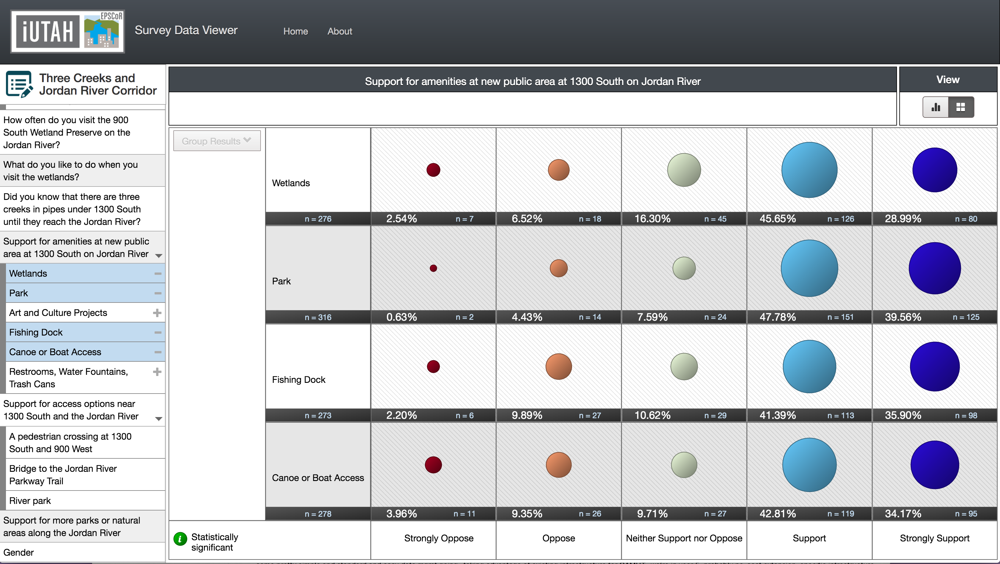 iUTAH
EPSCoR
Survey Data Viewer
Home
About
Three Creeks and
Jordan River Corridor
How often do you visit the 900
South Wetland Preserve on the
Jordan River?
What do you like to do when you
visit the wetlands?
Did you know that there are three
creeks in pipes under 1300 South
until they reach the Jordan River?
Support for amenities at new public
area at 1300 South on Jordan River
Wetlands
Park
Art and Culture Projects
Fishing Dock
Canoe or Boat Access
Restrooms, Water Fountains,
Trash Cans
Support for access options near
1300 South and the Jordan River
A pedestrian crossing at 1300
South and 900 West
Bridge to the Jordan River
Parkway Trail
River park
Support for more parks or natural
areas along the Jordan River
Gender
Support for amenities at new public area at 1300 South on Jordan River
View
Group Results
Wetlands
n = 276 2.54% n = 7 6.52% n = 18 16.30% n = 45 45.65% n = 126 28.99% n = 80
Park
n = 316 0.63% n = 2 4.43% n = 14 7.59% n = 24 47.78% n = 151 39.56% n = 125
Fishing Dock
n = 273 2.20% n = 6 9.89% n = 27 10.62% n = 29 41.39% n = 113 35.90% n = 98
Canoe or Boat Access
n = 278 3.96% n = 11 9.35% n = 26 9.71% n = 27 42.81% n = 119 34.17% n = 95
i Statistically
significant
Strongly Oppose Oppose Neither Support nor Oppose Support Strongly Support